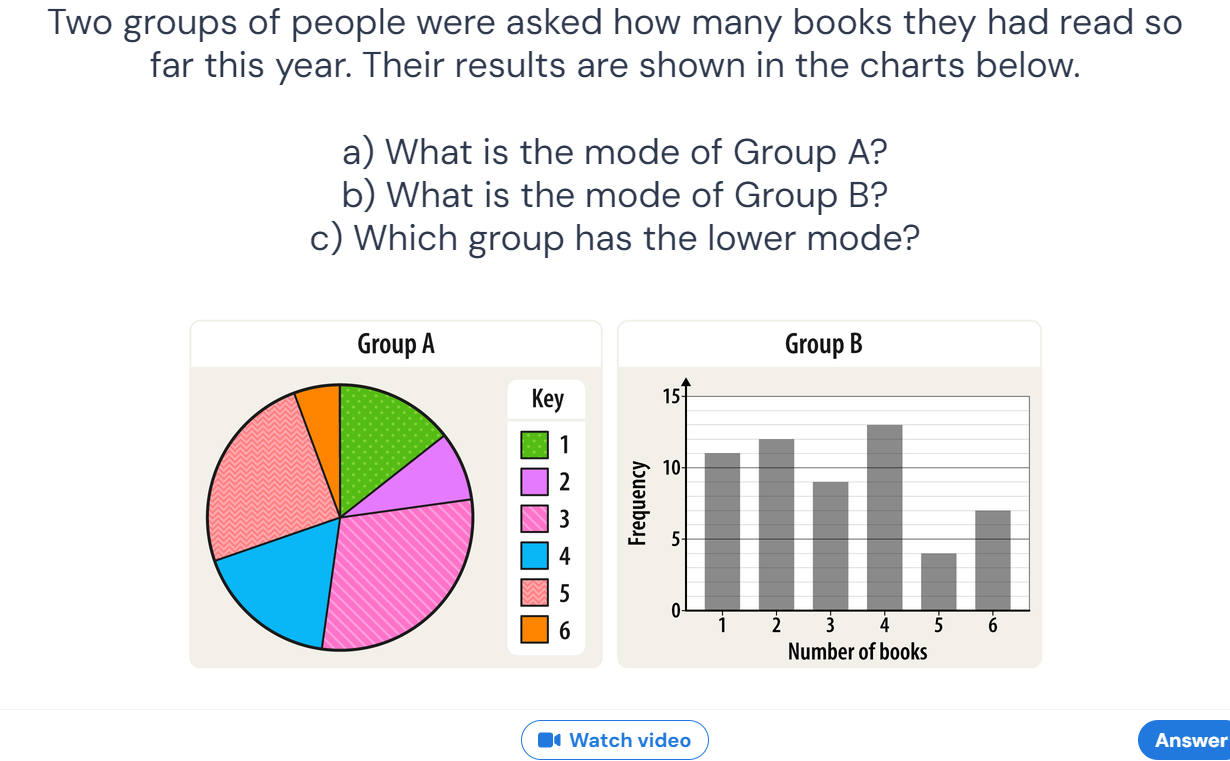 Two groups of people were asked how many books they had read so
far this year. Their results are shown in the charts below.
a) What is the mode of Group A?
b) What is the mode of Group B?
c) Which group has the lower mode?
Group A
Key
1
2
3
4
5
6
Group B
Frequency
15
10
5
0
1 2 3 4 5 6
Number of books
Watch video
Answer